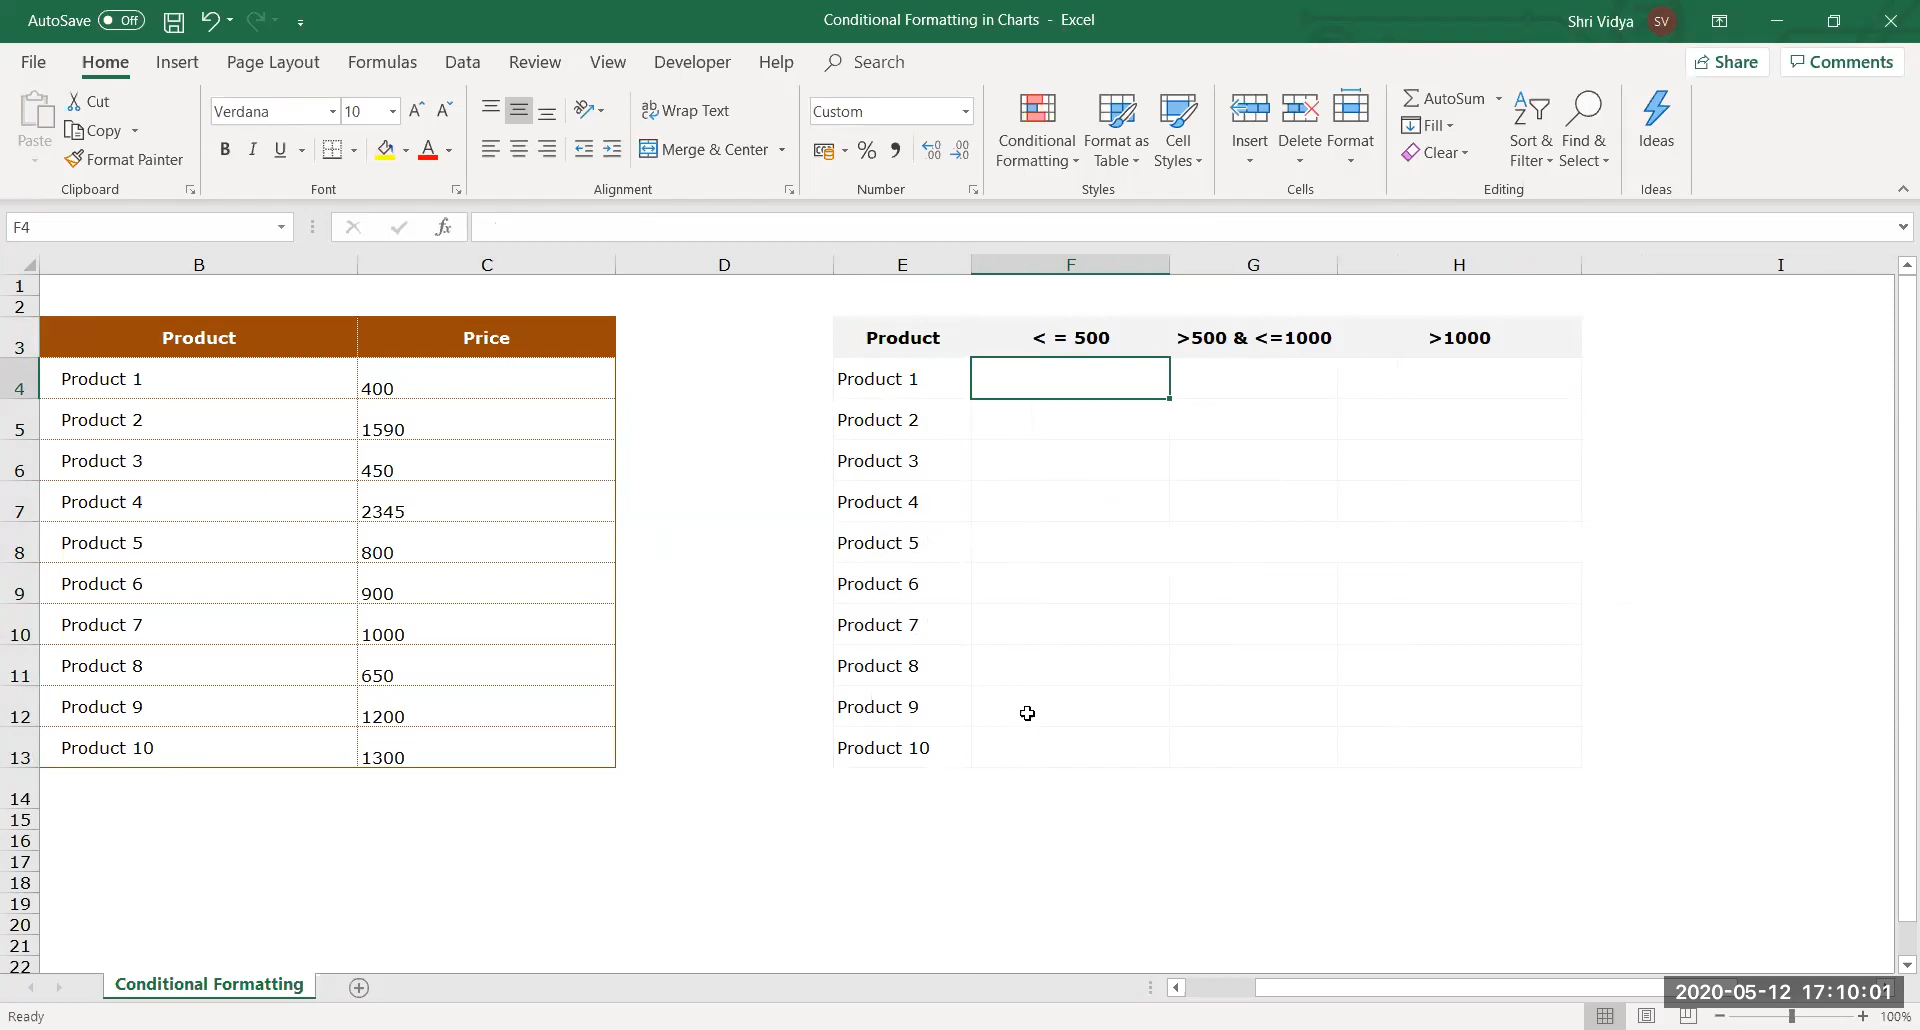 AutoSave Off
Conditional Formatting in Charts - Excel
Shri Vidya SV
File Home Insert Page Layout Formulas Data Review View Developer Help Search Share Comments
Paste
Cut
Copy
Format Painter
Clipboard
Verdana 10 A A
B I U A
Font
ab Wrap Text
Merge & Center
Alignment
Custom
% , .00 .00
Number
Conditional Formatting
Format as Table
Cell Styles
Styles
Insert Delete Format
Cells
AutoSum
Fill
Clear
Sort & Filter
Find & Select
Editing
Ideas
Ideas
F4 fx
B C D E F G H I
1
2
3 Product Price Product < = 500 >500 & <=1000 >1000
4 Product 1 400 Product 1
5 Product 2 1590 Product 2
6 Product 3 450 Product 3
7 Product 4 2345 Product 4
8 Product 5 800 Product 5
9 Product 6 900 Product 6
10 Product 7 1000 Product 7
11 Product 8 650 Product 8
12 Product 9 1200 Product 9
13 Product 10 1300 Product 10
14
15
16
17
18
19
20
21
22
Conditional Formatting
2020-05-12 17:10:01
Ready 100%